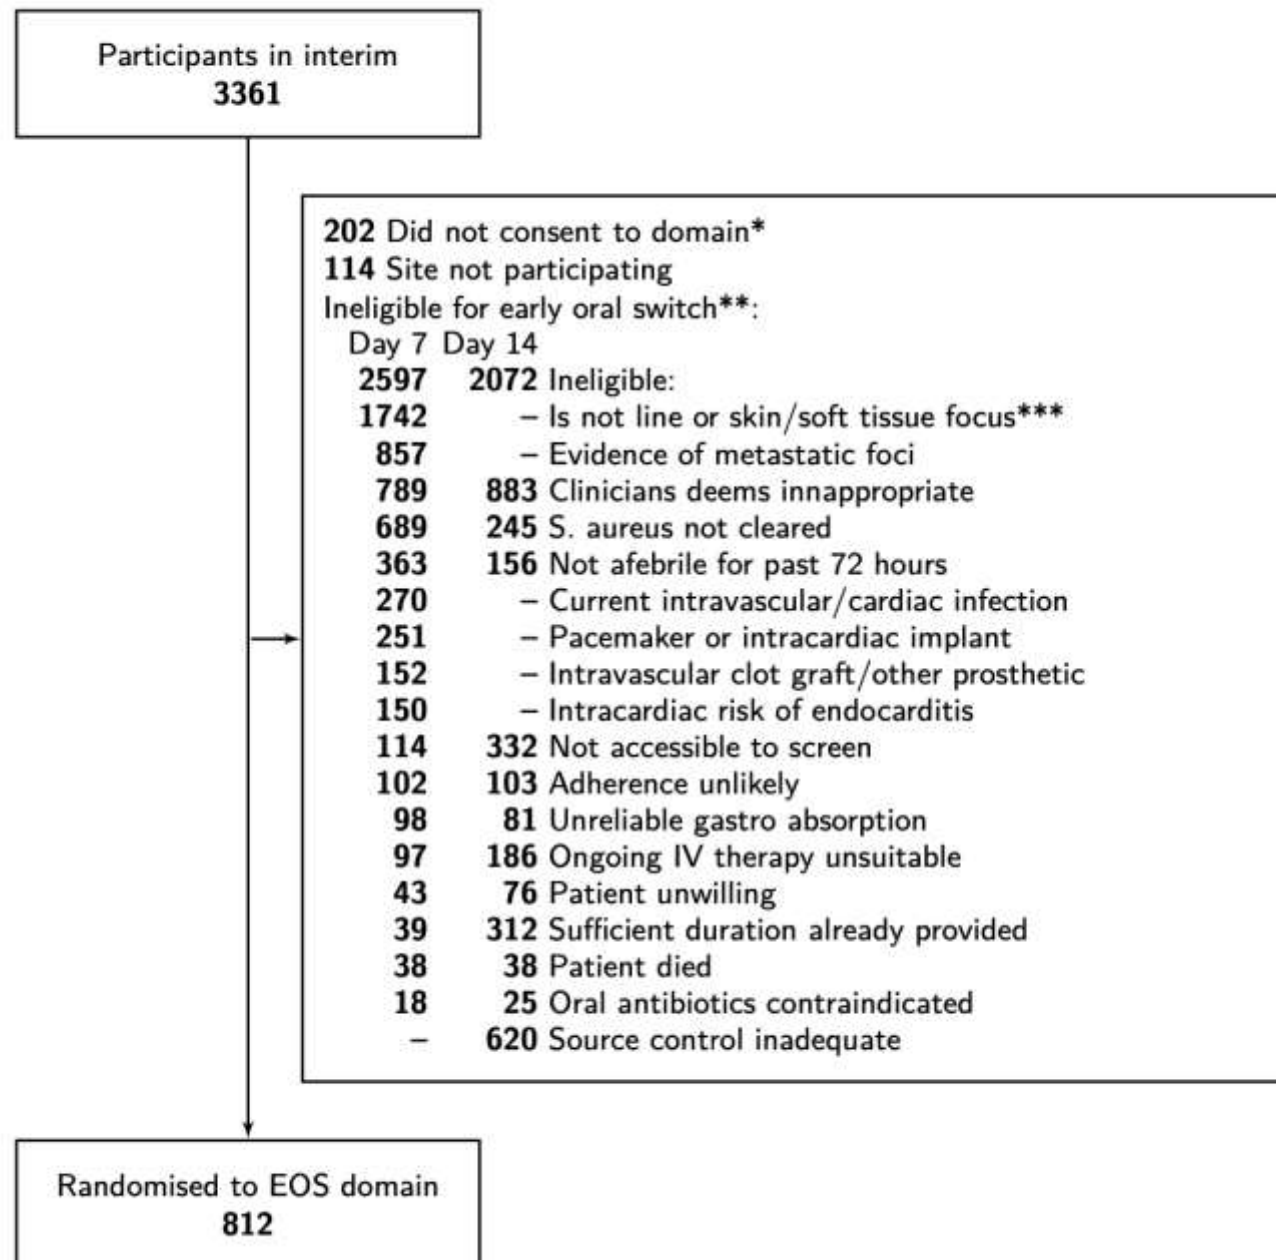 Participants in interim
3361
202 Did not consent to domain*
114 Site not participating
Ineligible for early oral switch**:
Day 7 Day 14
2597 2072 Ineligible:
1742 – Is not line or skin/soft tissue focus***
857 – Evidence of metastatic foci
789 883 Clinicians deems innappropriate
689 245 S. aureus not cleared
363 156 Not afebrile for past 72 hours
270 – Current intravascular/cardiac infection
251 – Pacemaker or intracardiac implant
152 – Intravascular clot graft/other prosthetic
150 – Intracardiac risk of endocarditis
114 332 Not accessible to screen
102 103 Adherence unlikely
98 81 Unreliable gastro absorption
97 186 Ongoing IV therapy unsuitable
43 76 Patient unwilling
39 312 Sufficient duration already provided
38 38 Patient died
18 25 Oral antibiotics contraindicated
– 620 Source control inadequate
Randomised to EOS domain
812